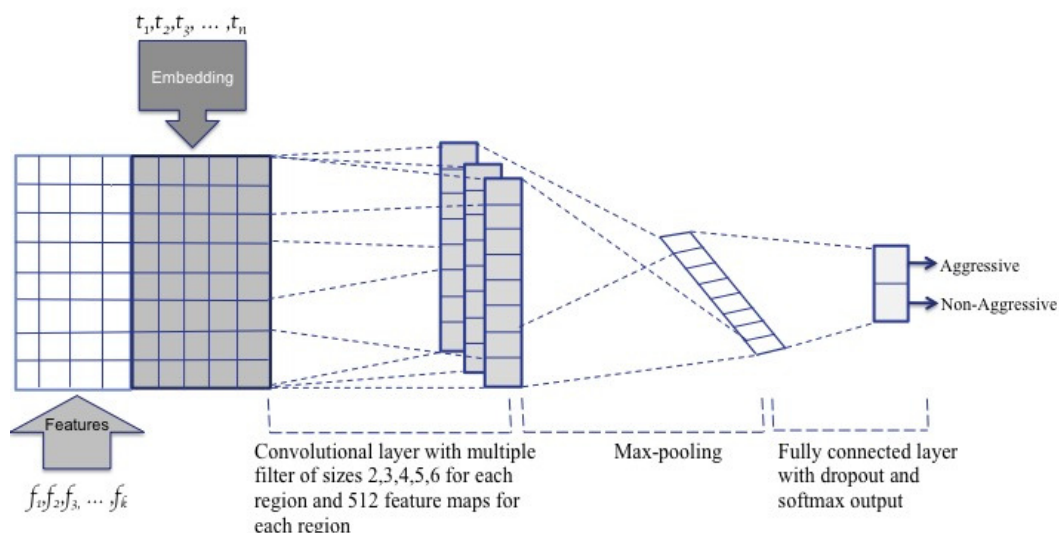 t₁,t₂,t₃, … ,tₙ
Embedding
Aggressive
Non-Aggressive
Features
f₁,f₂,f₃, … ,fₖ
Convolutional layer with multiple
filter of sizes 2,3,4,5,6 for each
region and 512 feature maps for
each region
Max-pooling
Fully connected layer
with dropout and
softmax output